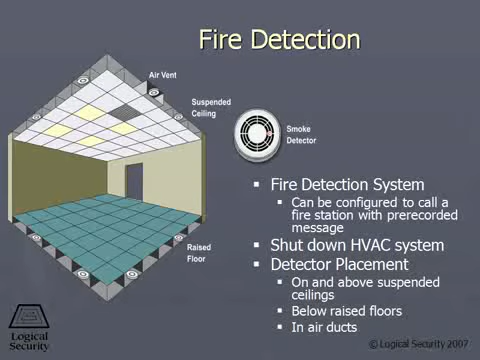 Fire Detection
Air Vent
Suspended
Ceiling
Smoke
Detector
Raised
Floor
▪ Fire Detection System
▪ Can be configured to call a
fire station with prerecorded
message
▪ Shut down HVAC system
▪ Detector Placement
▪ On and above suspended
ceilings
▪ Below raised floors
▪ In air ducts
Logical
Security
© Logical Security 2007